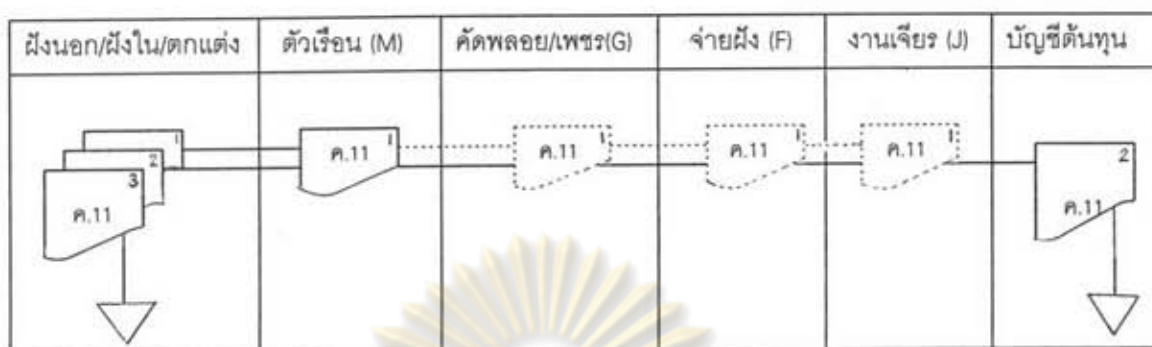 ฝังนอก/ฝังใน/ตกแต่ง ตัวเรือน (M) คัดพลอย/เพชร(G) จ่ายฝัง (F) งานเจียร (J) บัญชีต้นทุน
1 2 3 ค.11
1 ค.11
1 ค.11
1 ค.11
1 ค.11
2 ค.11